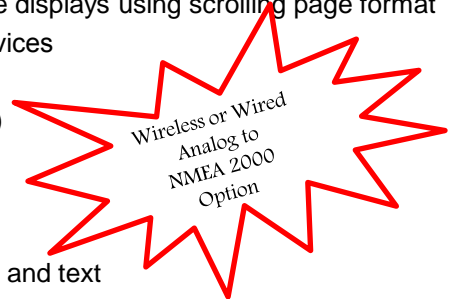 displays using scrolling page format
vices
)
Wireless or Wired
Analog to
NMEA 2000
Option
and text